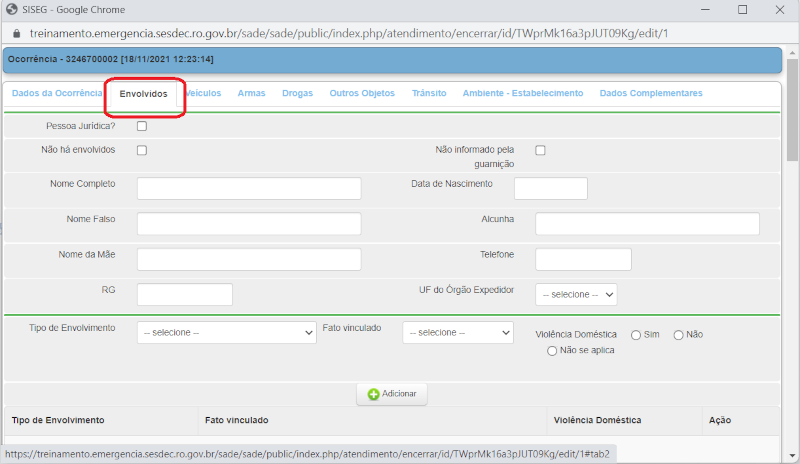 SISEG - Google Chrome
treinamento.emergencia.sesdec.ro.gov.br/sade/sade/public/index.php/atendimento/encerrar/id/TWprMk16a3pJUT09Kg/edit/1
Ocorrência - 3246700002 [18/11/2021 12:23:14]
Dados da Ocorrência Envolvidos Veículos Armas Drogas Outros Objetos Trânsito Ambiente - Estabelecimento Dados Complementares
Pessoa Jurídica?
Não há envolvidos Não informado pela
guarnição
Nome Completo Data de Nascimento
Nome Falso Alcunha
Nome da Mãe Telefone
RG UF do Órgão Expedidor -- selecione --
Tipo de Envolvimento -- selecione -- Fato vinculado -- selecione -- Violência Doméstica Sim Não
Não se aplica
Adicionar
Tipo de Envolvimento Fato vinculado Violência Doméstica Ação
https://treinamento.emergencia.sesdec.ro.gov.br/sade/sade/public/index.php/atendimento/encerrar/id/TWprMk16a3pJUT09Kg/edit/1#tab2